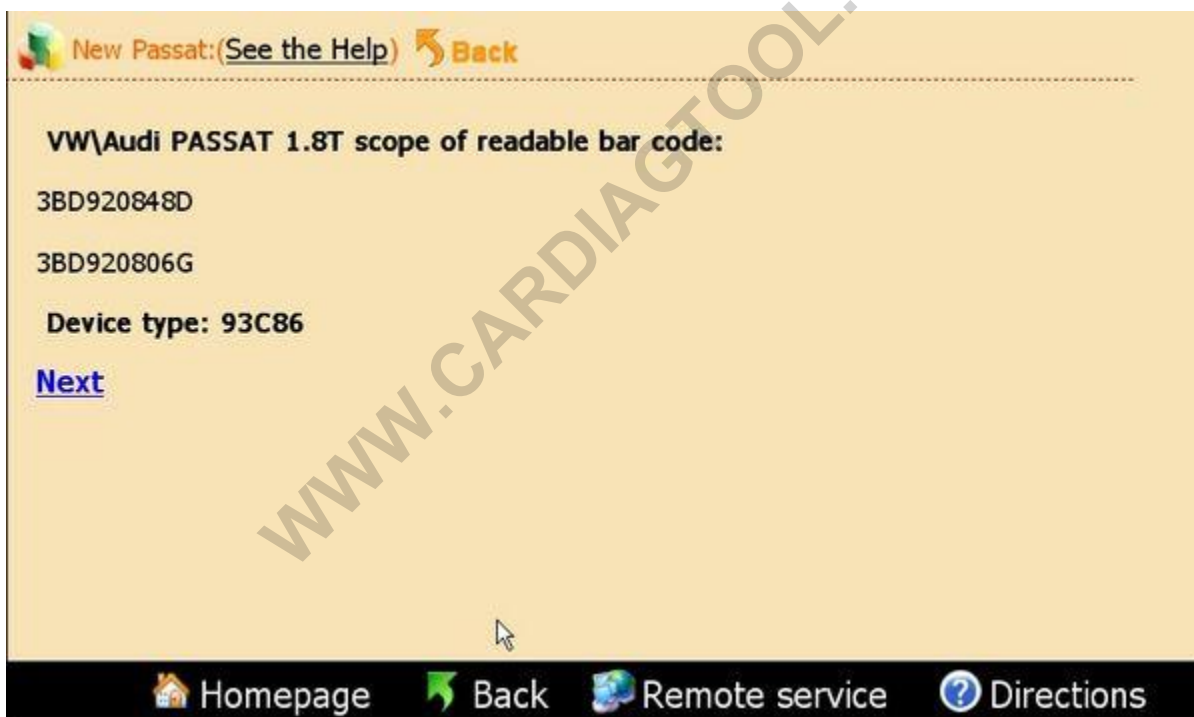 New Passat:(See the Help) Back
VW\Audi PASSAT 1.8T scope of readable bar code:
3BD920848D
3BD920806G
Device type: 93C86
Next
WWW.CARDIAGTOOL.
Homepage Back Remote service Directions